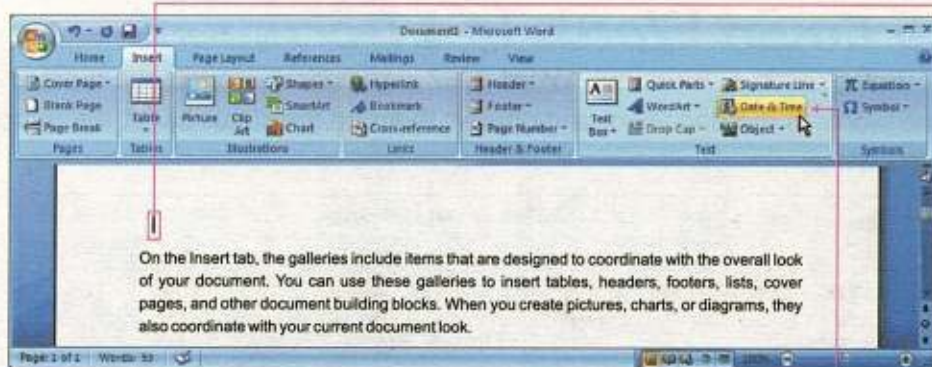 Document1 - Microsoft Word
Home Insert Page Layout References Mailings Review View
Cover Page
Blank Page
Page Break
Pages
Table
Tables
Picture
Clip Art
Shapes
SmartArt
Chart
Illustrations
Hyperlink
Bookmark
Cross-reference
Links
Header
Footer
Page Number
Header & Footer
Text Box
Quick Parts
WordArt
Drop Cap
Signature Line
Date & Time
Object
Text
Equation
Symbol
Symbols
On the Insert tab, the galleries include items that are designed to coordinate with the overall look
of your document. You can use these galleries to insert tables, headers, footers, lists, cover
pages, and other document building blocks. When you create pictures, charts, or diagrams, they
also coordinate with your current document look.
Page: 1 of 1 Words: 53